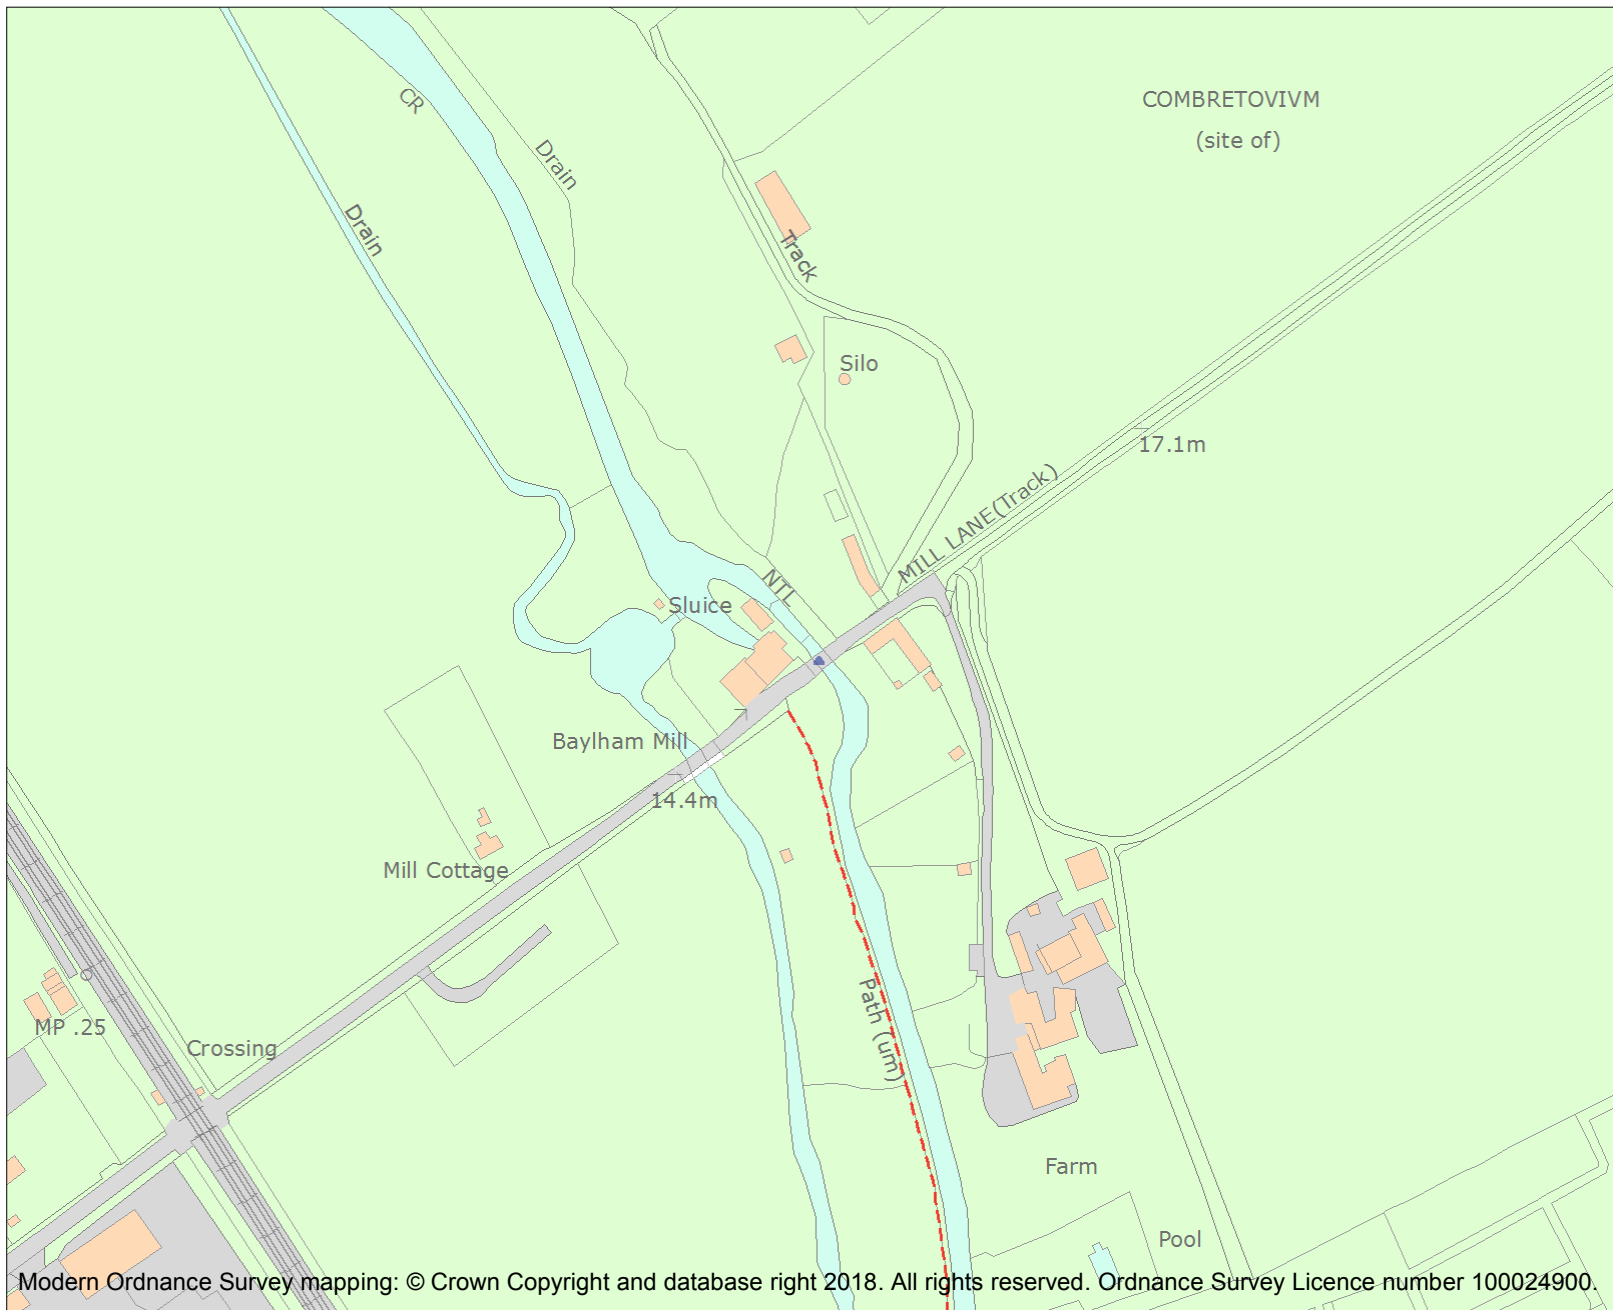 CR
COMBRETOVIVM
(site of)
Drain
Drain
Track
Silo
17.1m
MILL LANE(Track)
NTL
Sluice
Baylham Mill
14.4m
Mill Cottage
Path (um)
MP .25
Crossing
Farm
Pool
Modern Ordnance Survey mapping: © Crown Copyright and database right 2018. All rights reserved. Ordnance Survey Licence number 100024900.